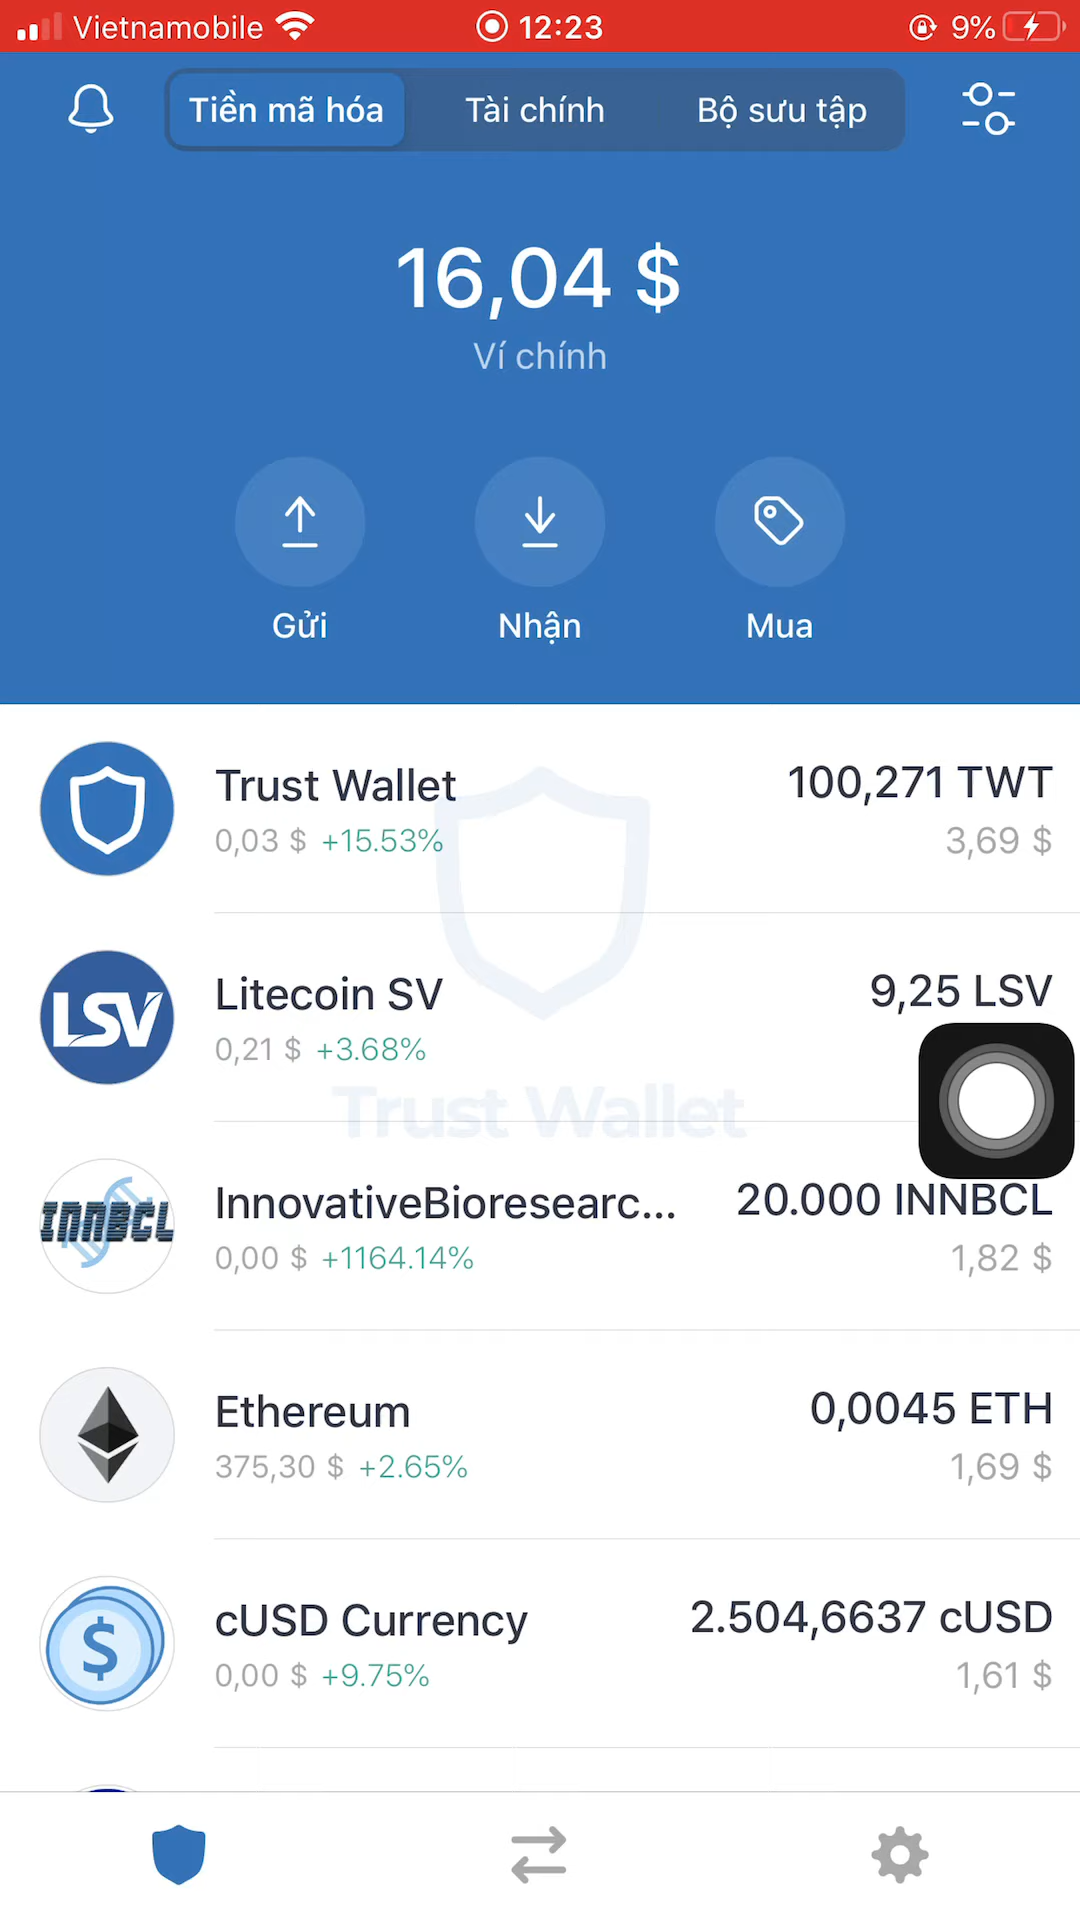 Vietnamobile 12:23 9%
Tiền mã hóa Tài chính Bộ sưu tập
16,04 $
Ví chính
Gửi Nhận Mua
Trust Wallet 100,271 TWT
0,03 $ +15.53% 3,69 $
Litecoin SV 9,25 LSV
LSV
0,21 $ +3.68%
Trust Wallet
InnovativeBioresearc... 20.000 INNBCL
INNBCL
0,00 $ +1164.14% 1,82 $
Ethereum 0,0045 ETH
375,30 $ +2.65% 1,69 $
cUSD Currency 2.504,6637 cUSD
$
0,00 $ +9.75% 1,61 $